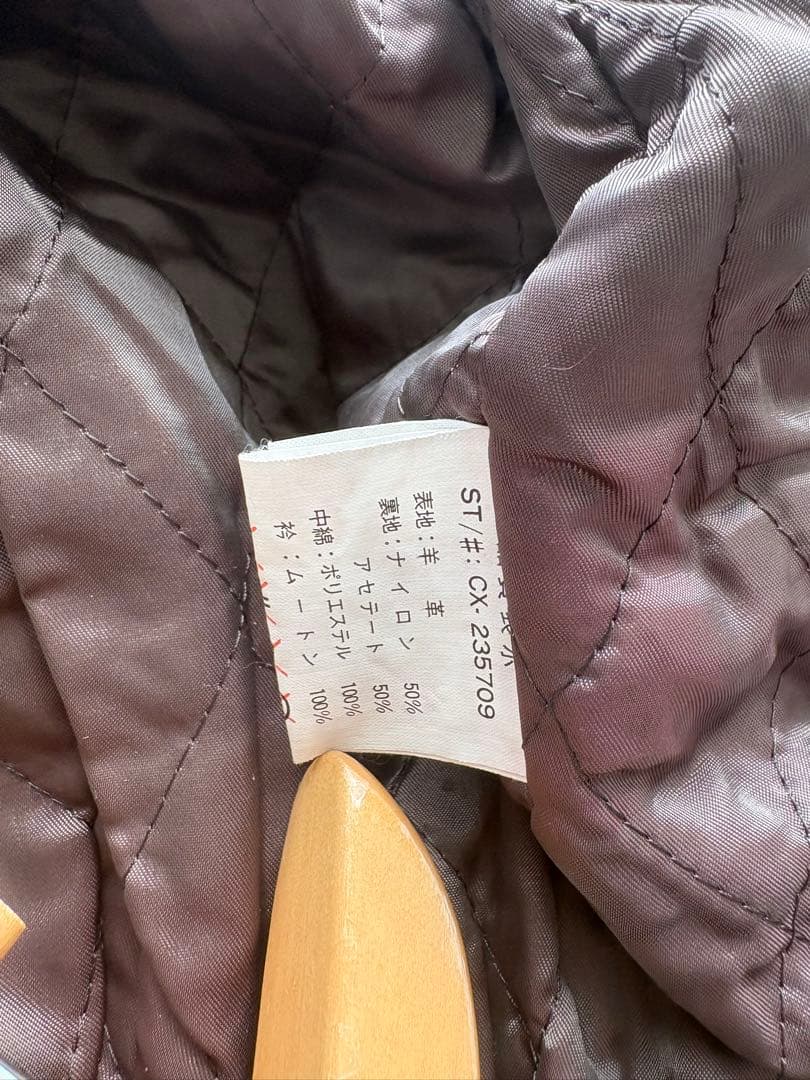 ST/#: CX-235709
表地:羊 革
裏地:ナイロン 50%
アセテート 50%
中綿:ポリエステル 100%
衿:ムートン 100%